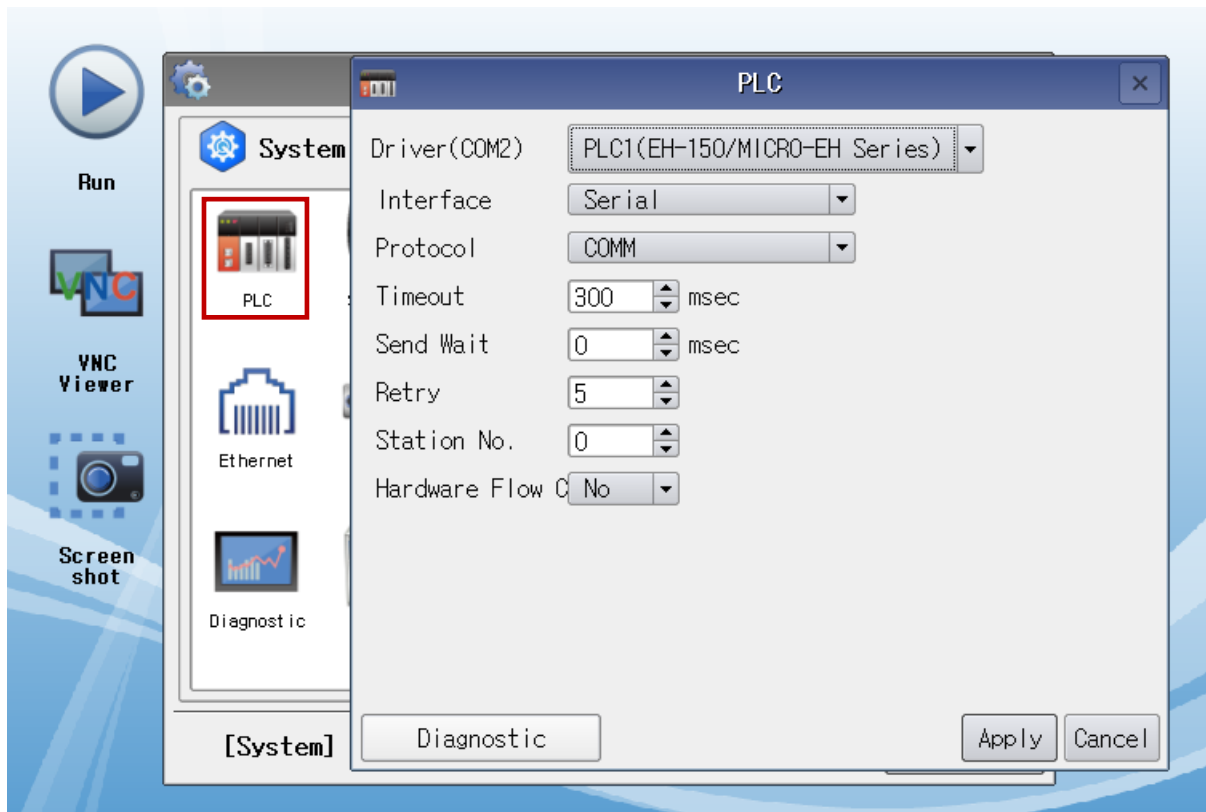 Run
VNC
VNC
Viewer
Screen
shot
System
PLC
Ethernet
Diagnostic
[System]
PLC
Driver(COM2) PLC1(EH-150/MICRO-EH Series)
Interface Serial
Protocol COMM
Timeout 300 msec
Send Wait 0 msec
Retry 5
Station No. 0
Hardware Flow C No
Diagnostic Apply Cancel